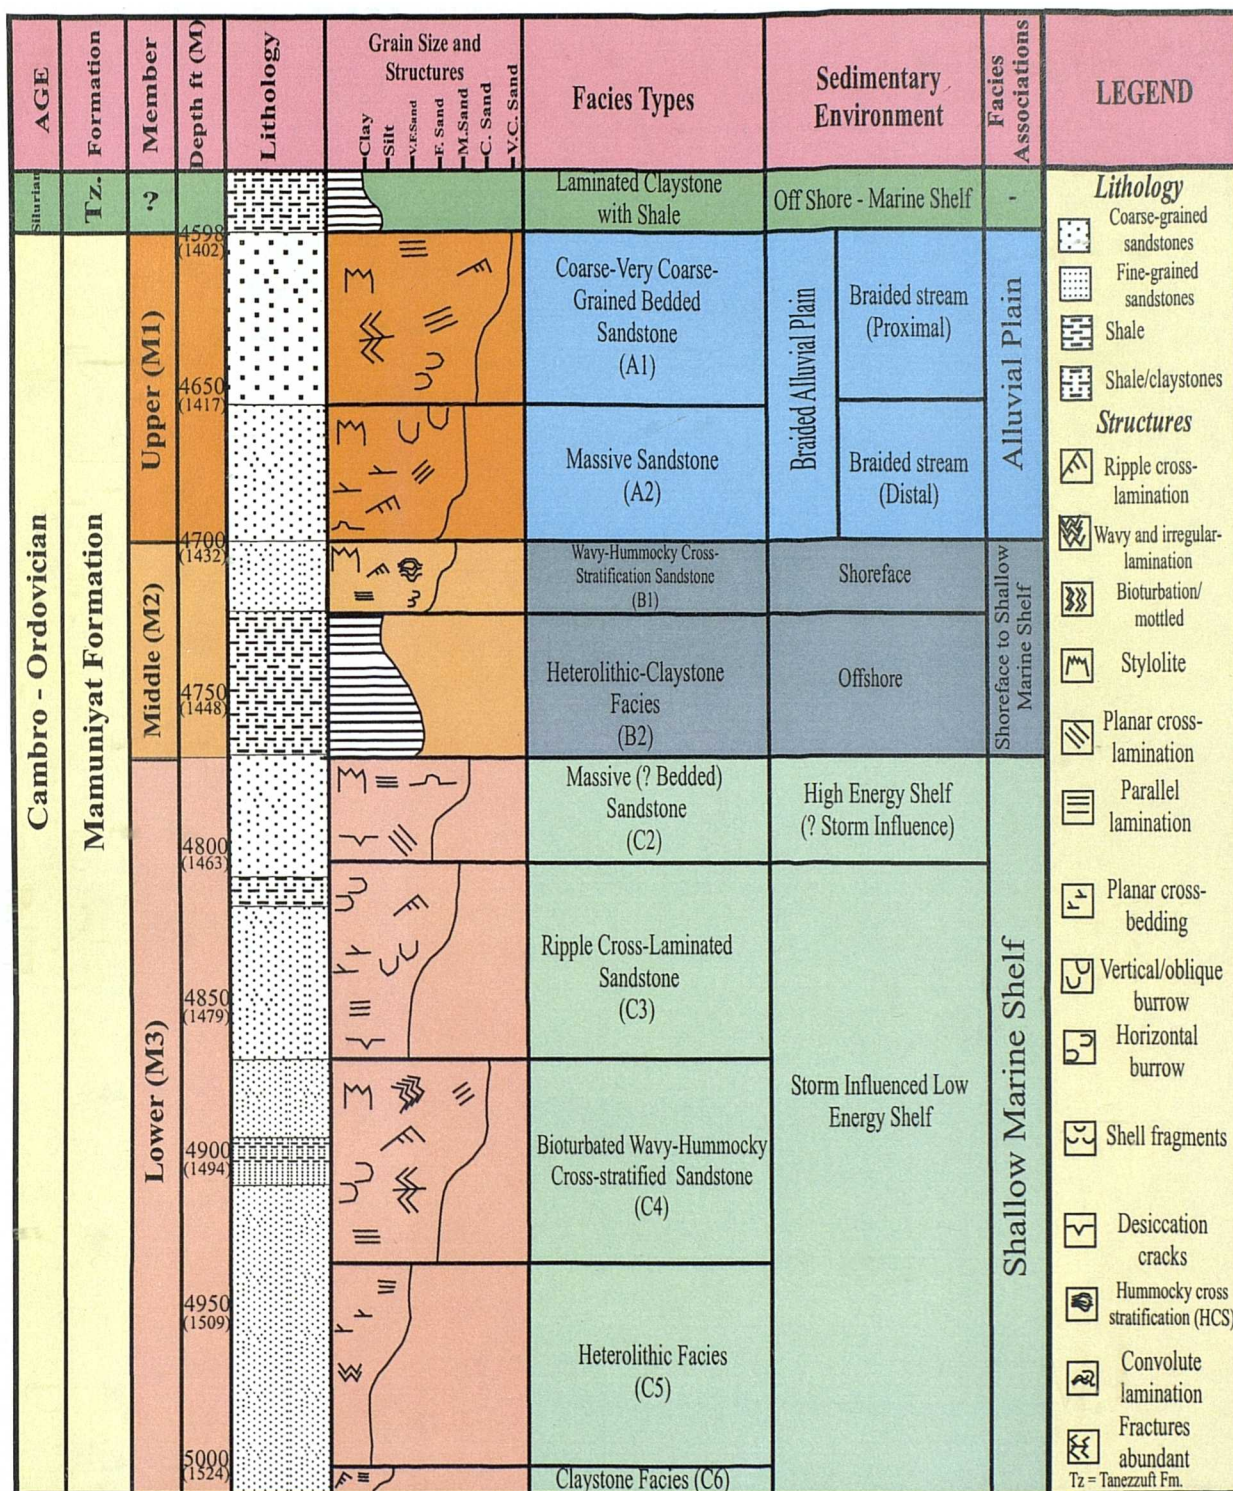 AGE
Formation
Member
Depth ft (M)
Lithology
Grain Size and
Structures
Clay
Silt
V.F.Sand
F. Sand
M.Sand
C. Sand
V.C. Sand
Facies Types
Sedimentary
Environment
Facies
Associations
LEGEND
Silurian
Tz.
?
Laminated Claystone
with Shale
Off Shore - Marine Shelf
-
4598
(1402)
Cambro - Ordovician
Mamuniyat Formation
Upper (M1)
Coarse-Very Coarse-
Grained Bedded
Sandstone
(A1)
Braided Alluvial Plain
Braided stream
(Proximal)
Alluvial Plain
4650
(1417)
Massive Sandstone
(A2)
Braided stream
(Distal)
4700
(1432)
Middle (M2)
Wavy-Hummocky Cross-
Stratification Sandstone
(B1)
Shoreface
Shoreface to Shallow
Marine Shelf
4750
(1448)
Heterolithic-Claystone
Facies
(B2)
Offshore
Lower (M3)
Massive (? Bedded)
Sandstone
(C2)
High Energy Shelf
(? Storm Influence)
Shallow Marine Shelf
4800
(1463)
Ripple Cross-Laminated
Sandstone
(C3)
4850
(1479)
Storm Influenced Low
Energy Shelf
4900
(1494)
Bioturbated Wavy-Hummocky
Cross-stratified Sandstone
(C4)
4950
(1509)
Heterolithic Facies
(C5)
5000
(1524)
Claystone Facies (C6)
Lithology
Coarse-grained
sandstones
Fine-grained
sandstones
Shale
Shale/claystones
Structures
Ripple cross-
lamination
Wavy and irregular-
lamination
Bioturbation/
mottled
Stylolite
Planar cross-
lamination
Parallel
lamination
Planar cross-
bedding
Vertical/oblique
burrow
Horizontal
burrow
Shell fragments
Desiccation
cracks
Hummocky cross
stratification (HCS)
Convolute
lamination
Fractures
abundant
Tz = Tanezzuft Fm.